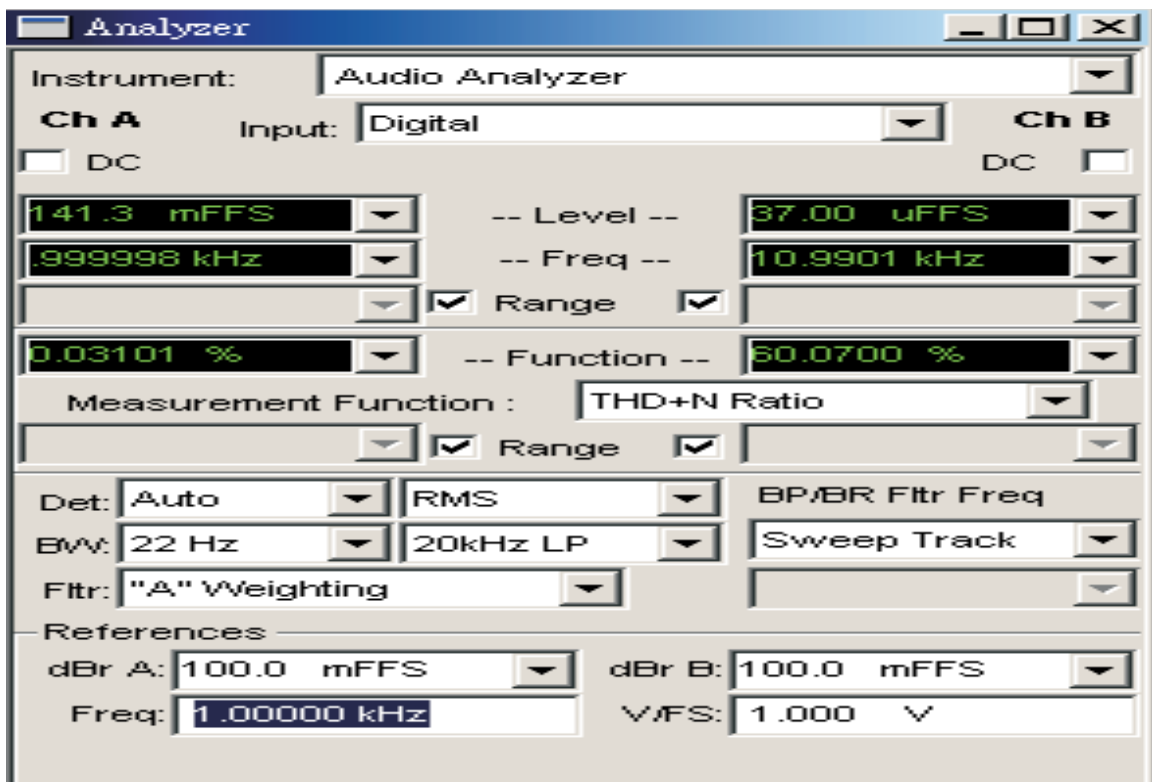 Analyzer
Instrument: Audio Analyzer
Ch A Input: Digital Ch B
DC DC
141.3 mFFS -- Level -- 37.00 uFFS
.999998 kHz -- Freq -- 10.9901 kHz
Range
0.03101 % -- Function -- 60.0700 %
Measurement Function : THD+N Ratio
Range
Det: Auto RMS BP/BR Fltr Freq
BW: 22 Hz 20kHz LP Sweep Track
Fltr: "A" Weighting
References
dBr A: 100.0 mFFS dBr B: 100.0 mFFS
Freq: 1.00000 kHz V/FS: 1.000 V